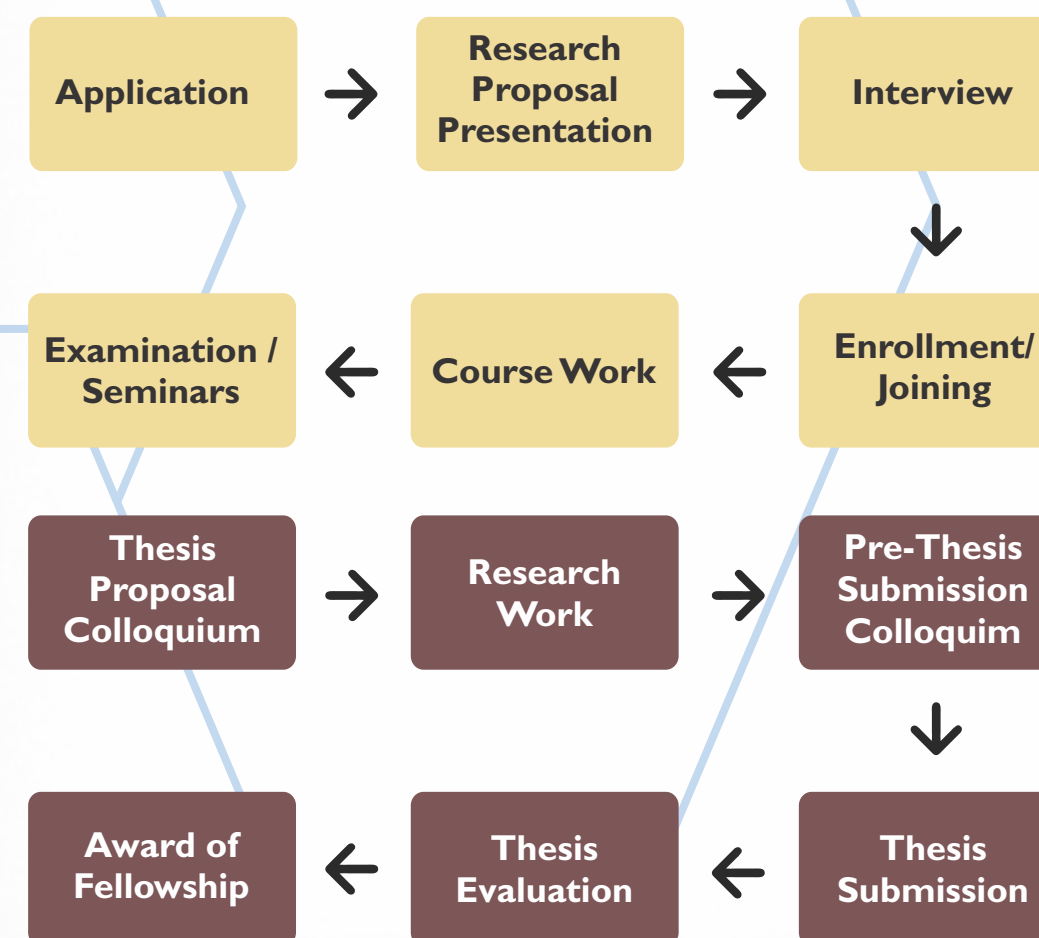 Application
Research
Proposal
Presentation
Interview
Examination /
Seminars
Course Work
Enrollment/
Joining
Thesis
Proposal
Colloquium
Research
Work
Pre-Thesis
Submission
Colloquim
Award of
Fellowship
Thesis
Evaluation
Thesis
Submission